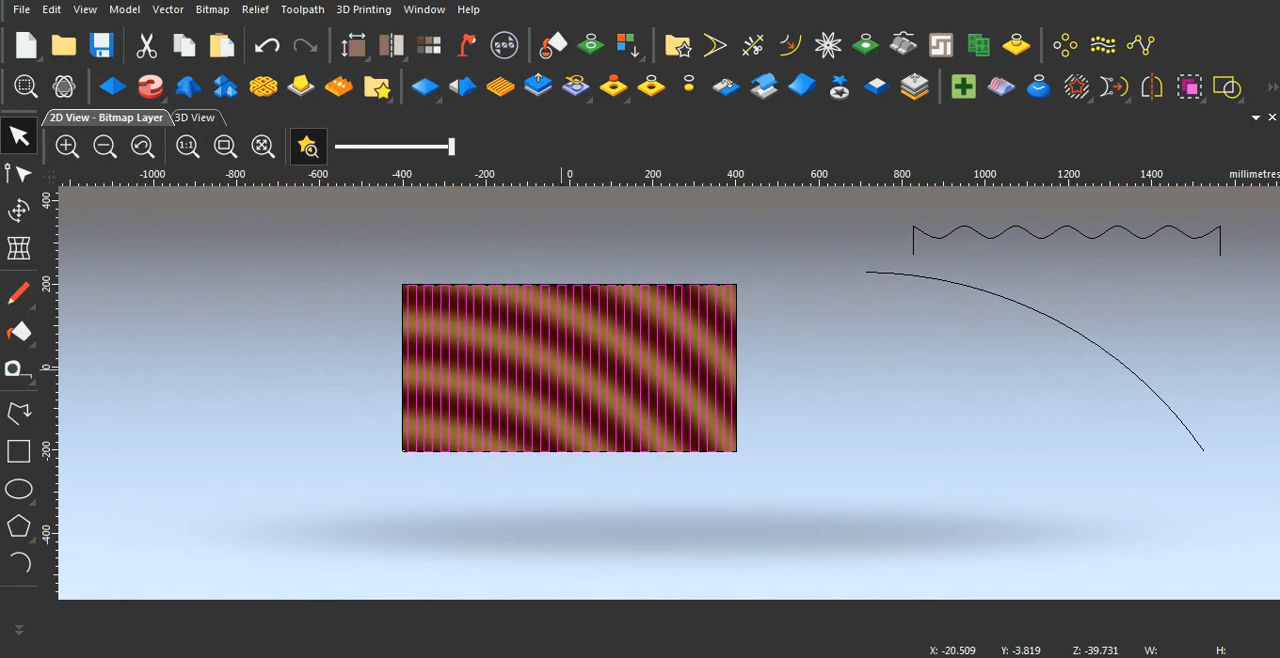 File Edit View Model Vector Bitmap Relief Toolpath 3D Printing Window Help
2D View - Bitmap Layer 3D View
1:1
-1000 -800 -600 -400 -200 0 200 400 600 800 1000 1200 1400 millimetres
400
200
0
-200
-400
X: -20.509 Y: -3.819 Z: -39.731 W: H: